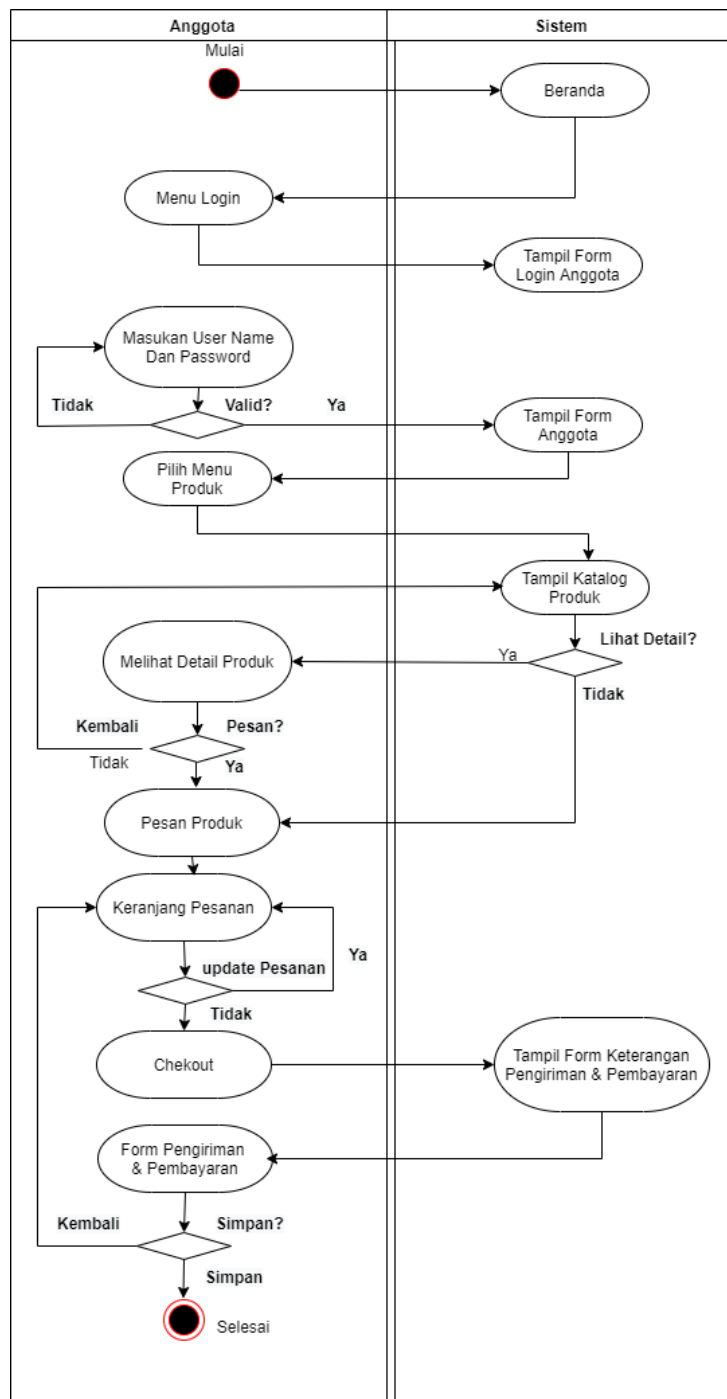 Anggota
Sistem
Mulai
Beranda
Menu Login
Tampil Form
Login Anggota
Masukan User Name
Dan Password
Tidak
Valid?
Ya
Tampil Form
Anggota
Pilih Menu
Produk
Tampil Katalog
Produk
Lihat Detail?
Ya
Melihat Detail Produk
Tidak
Kembali
Pesan?
Tidak
Ya
Pesan Produk
Keranjang Pesanan
Ya
update Pesanan
Tidak
Chekout
Tampil Form Keterangan
Pengiriman & Pembayaran
Form Pengiriman
& Pembayaran
Kembali
Simpan?
Simpan
Selesai